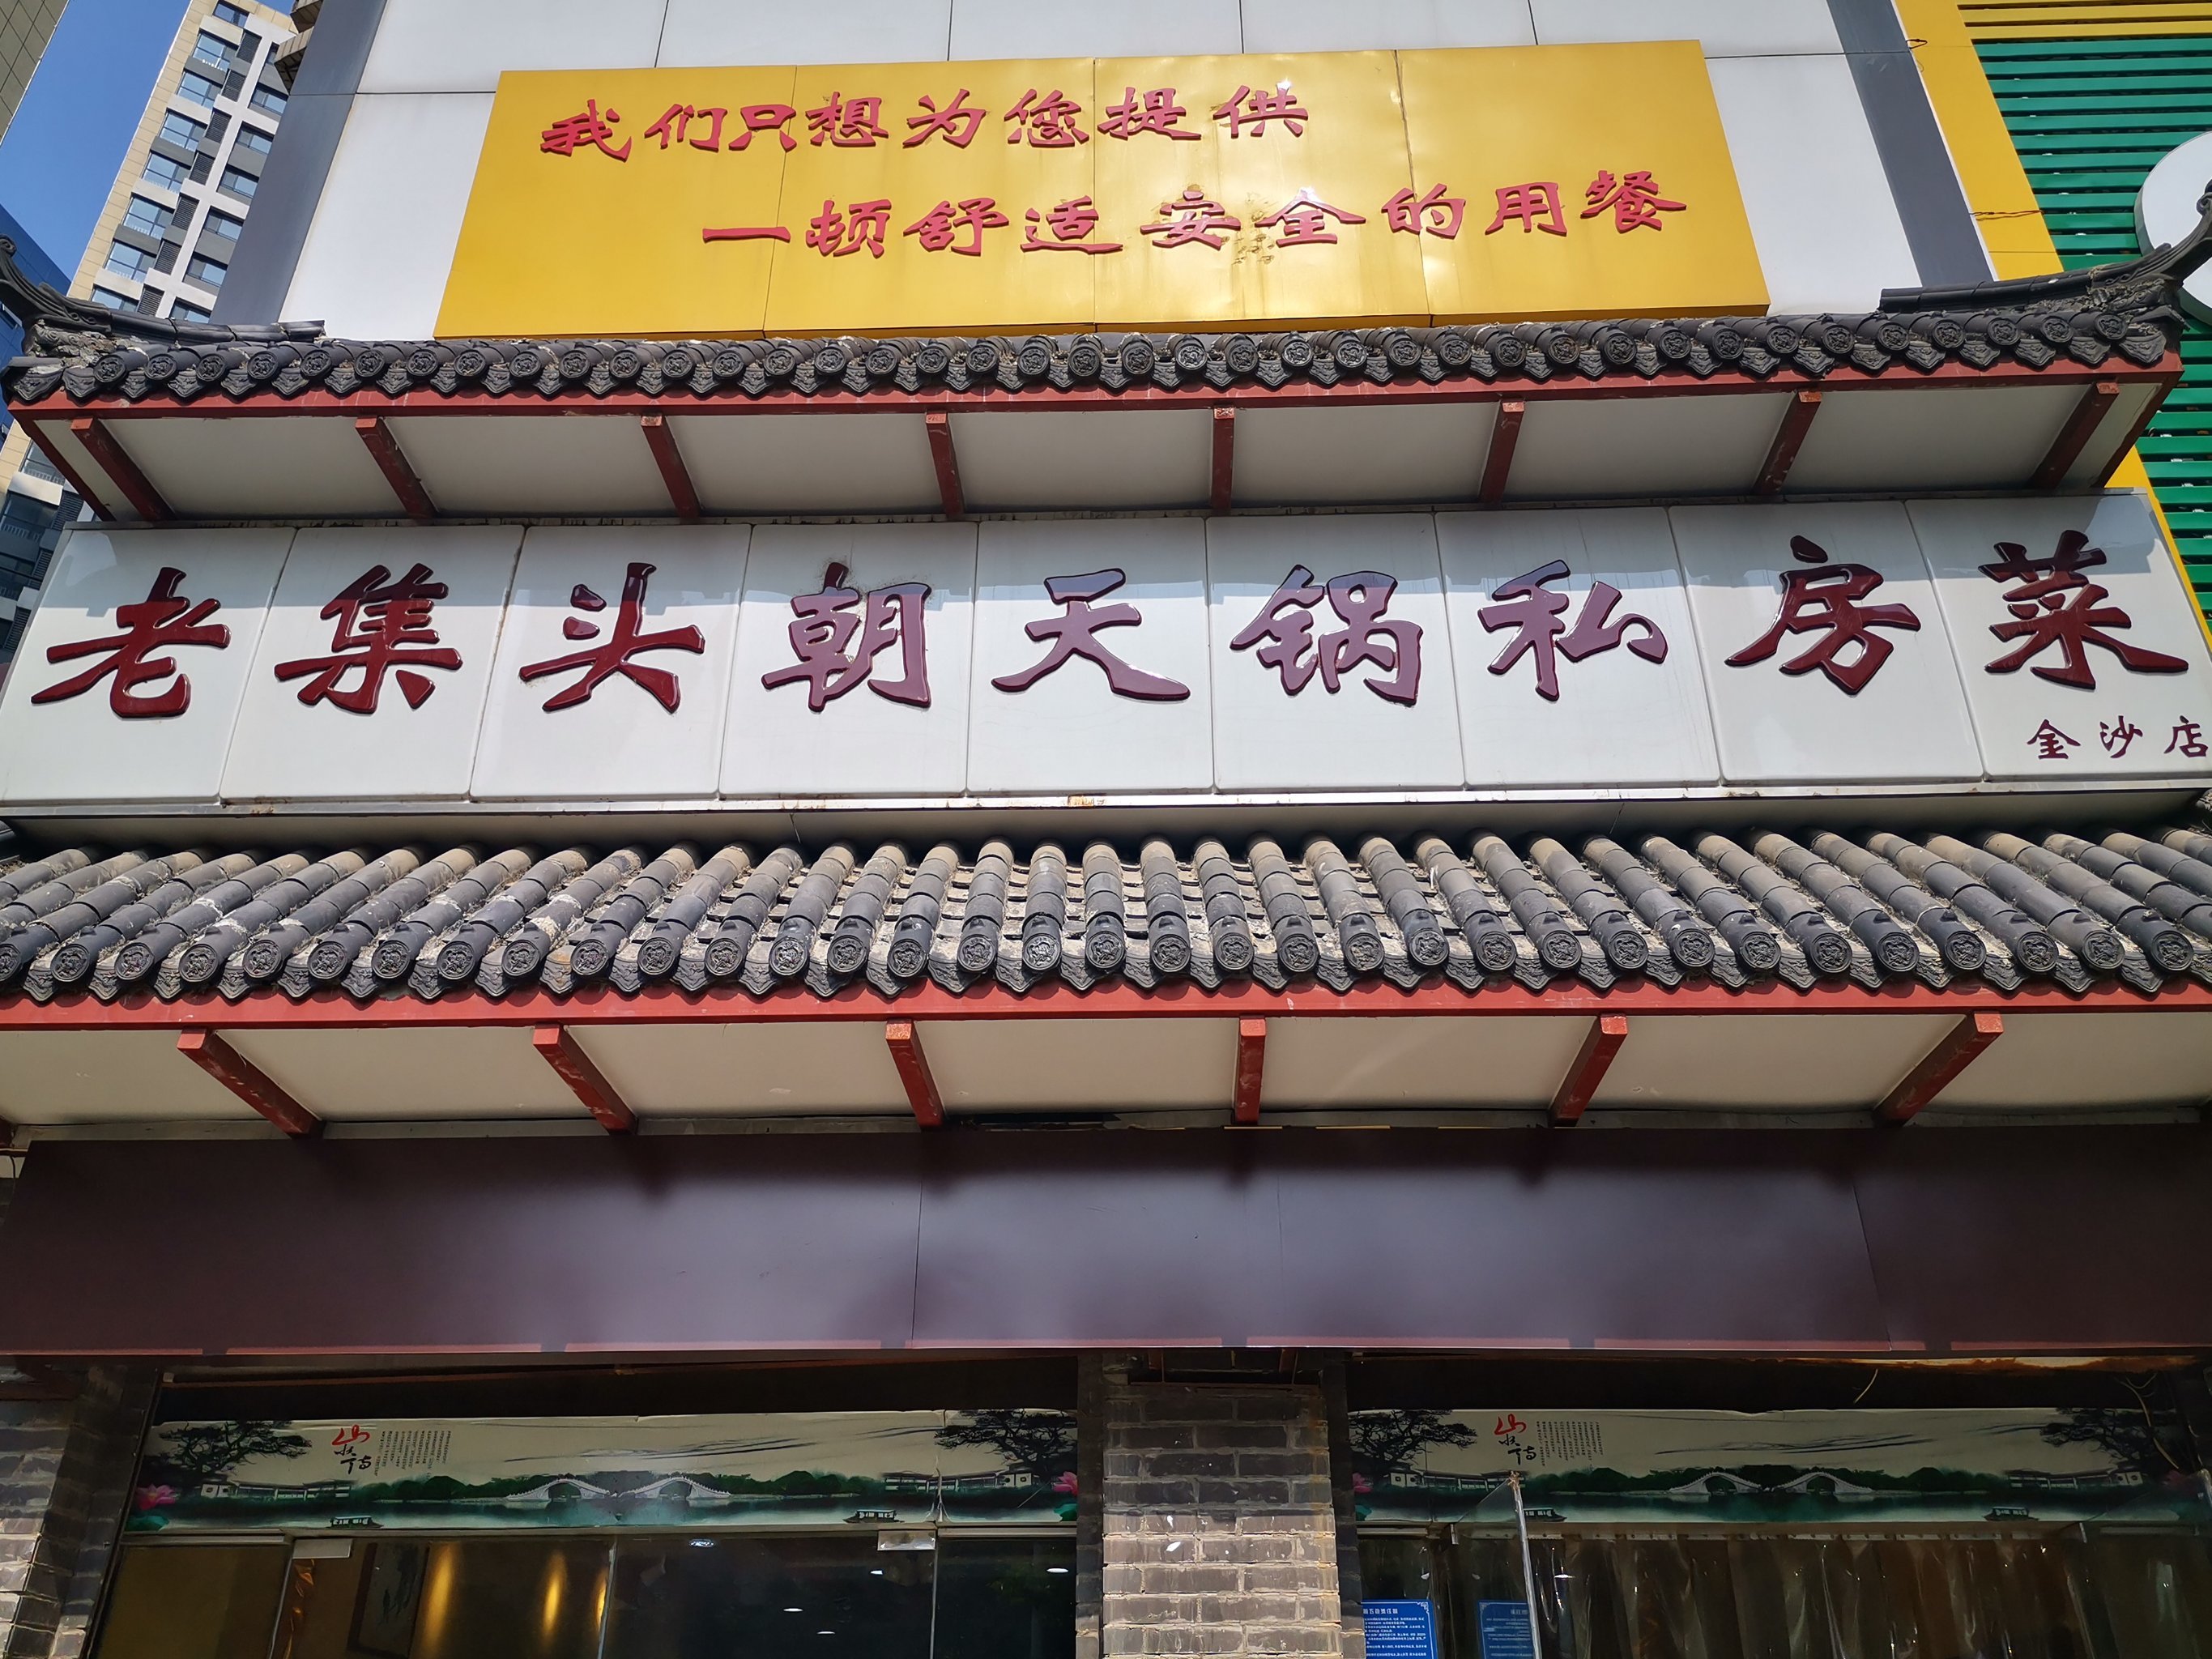 我们只想为您提供
一顿舒适安全的用餐
老集头朝天锅私房菜
金沙店